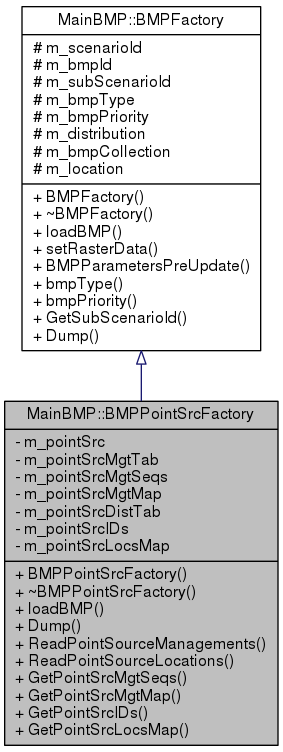 MainBMP::BMPFactory
# m_scenarioId
# m_bmpId
# m_subScenarioId
# m_bmpType
# m_bmpPriority
# m_distribution
# m_bmpCollection
# m_location
+ BMPFactory()
+ ~BMPFactory()
+ loadBMP()
+ setRasterData()
+ BMPParametersPreUpdate()
+ bmpType()
+ bmpPriority()
+ GetSubScenarioId()
+ Dump()
MainBMP::BMPPointSrcFactory
- m_pointSrc
- m_pointSrcMgtTab
- m_pointSrcMgtSeqs
- m_pointSrcMgtMap
- m_pointSrcDistTab
- m_pointSrcIDs
- m_pointSrcLocsMap
+ BMPPointSrcFactory()
+ ~BMPPointSrcFactory()
+ loadBMP()
+ Dump()
+ ReadPointSourceManagements()
+ ReadPointSourceLocations()
+ GetPointSrcMgtSeqs()
+ GetPointSrcMgtMap()
+ GetPointSrcIDs()
+ GetPointSrcLocsMap()